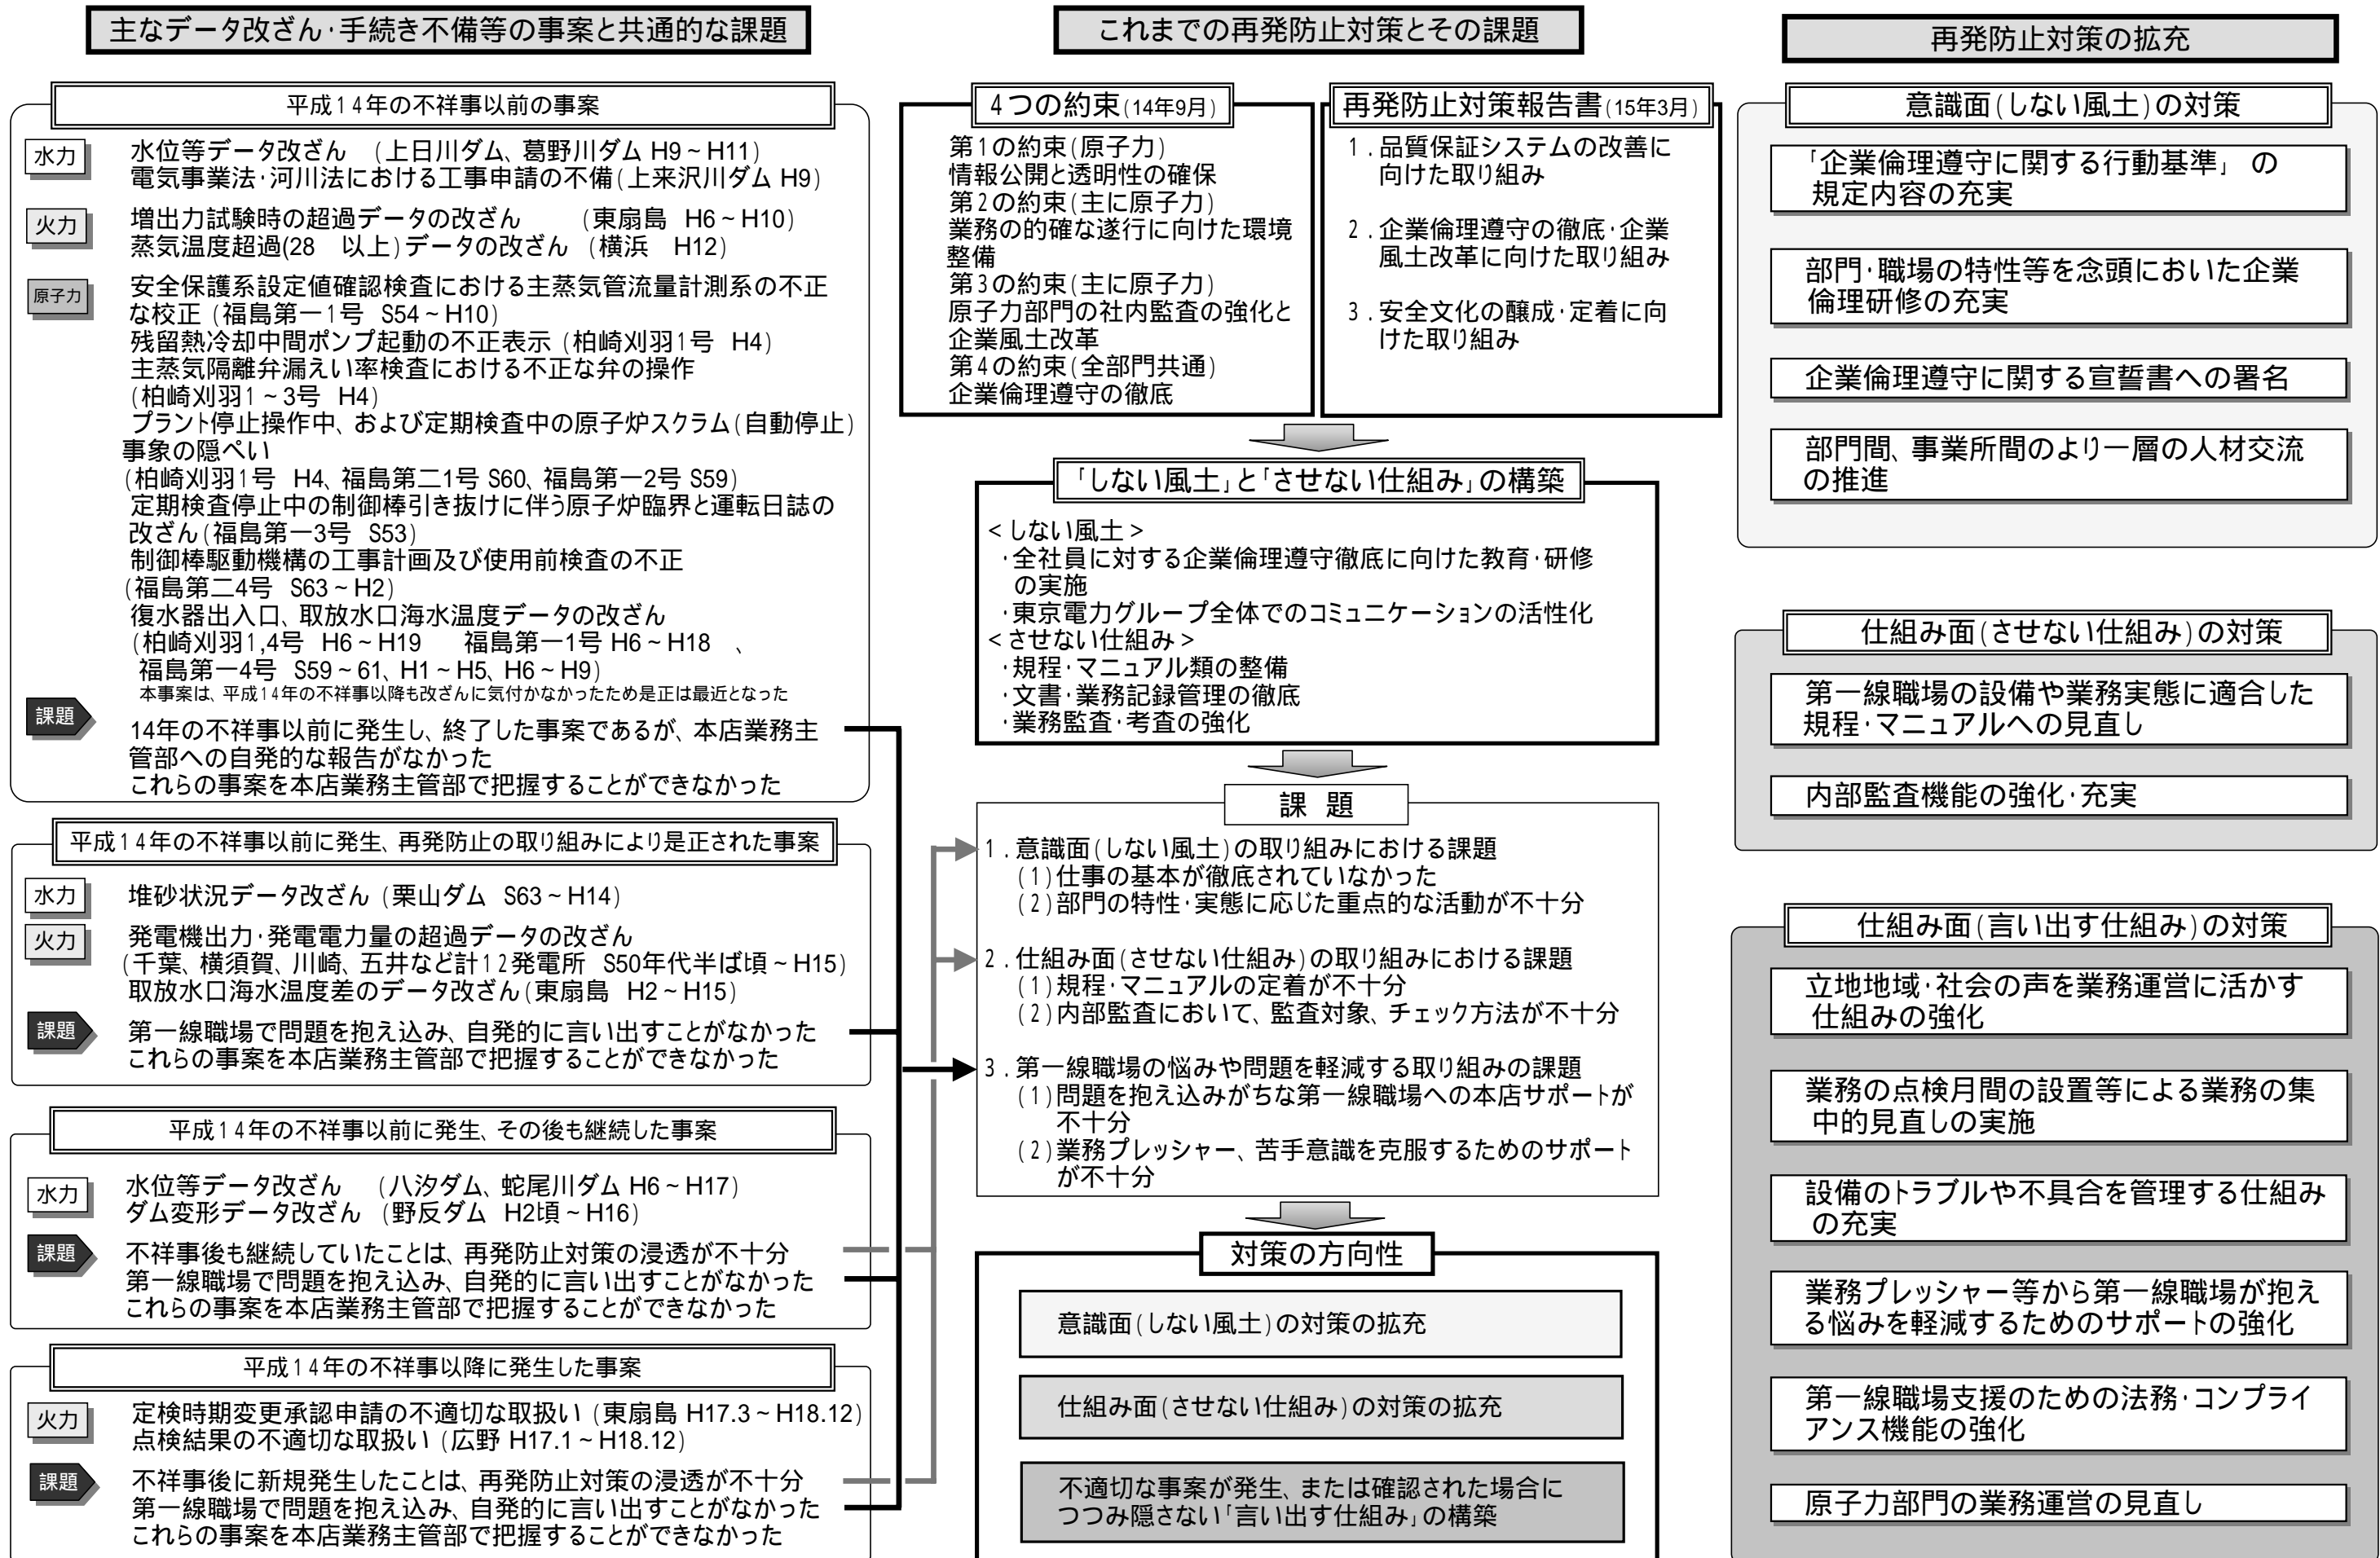 主なデータ改ざん・手続き不備等の事案と共通的な課題
平成14年の不祥事以前の事案
水力
水位等データ改ざん (上日川ダム、葛野川ダム H9~H11)
電気事業法・河川法における工事申請の不備(上来沢川ダム H9)
火力
増出力試験時の超過データの改ざん (東扇島 H6~H10)
蒸気温度超過(28 以上)データの改ざん (横浜 H12)
原子力
安全保護系設定値確認検査における主蒸気管流量計測系の不正
な校正 (福島第一1号 S54~H10)
残留熱冷却中間ポンプ起動の不正表示 (柏崎刈羽1号 H4)
主蒸気隔離弁漏えい率検査における不正な弁の操作
(柏崎刈羽1~3号 H4)
プラント停止操作中、および定期検査中の原子炉スクラム(自動停止)
事象の隠ぺい
(柏崎刈羽1号 H4、福島第二1号 S60、福島第一2号 S59)
定期検査停止中の制御棒引き抜けに伴う原子炉臨界と運転日誌の
改ざん(福島第一3号 S53)
制御棒駆動機構の工事計画及び使用前検査の不正
(福島第二4号 S63~H2)
復水器出入口、取放水口海水温度データの改ざん
(柏崎刈羽1,4号 H6~H19 福島第一1号 H6~H18 、
福島第一4号 S59~61、H1~H5、H6~H9)
本事案は、平成14年の不祥事以降も改ざんに気付かなかったため是正は最近となった
課題
14年の不祥事以前に発生し、終了した事案であるが、本店業務主
管部への自発的な報告がなかった
これらの事案を本店業務主管部で把握することができなかった
平成14年の不祥事以前に発生、再発防止の取り組みにより是正された事案
水力
堆砂状況データ改ざん (栗山ダム S63~H14)
火力
発電機出力・発電電力量の超過データの改ざん
(千葉、横須賀、川崎、五井など計12発電所 S50年代半ば頃~H15)
取放水口海水温度差のデータ改ざん(東扇島 H2~H15)
課題
第一線職場で問題を抱え込み、自発的に言い出すことがなかった
これらの事案を本店業務主管部で把握することができなかった
平成14年の不祥事以前に発生、その後も継続した事案
水力
水位等データ改ざん (八汐ダム、蛇尾川ダム H6~H17)
ダム変形データ改ざん (野反ダム H2頃~H16)
課題
不祥事後も継続していたことは、再発防止対策の浸透が不十分
第一線職場で問題を抱え込み、自発的に言い出すことがなかった
これらの事案を本店業務主管部で把握することができなかった
平成14年の不祥事以降に発生した事案
火力
定検時期変更承認申請の不適切な取扱い (東扇島 H17.3~H18.12)
点検結果の不適切な取扱い (広野 H17.1~H18.12)
課題
不祥事後に新規発生したことは、再発防止対策の浸透が不十分
第一線職場で問題を抱え込み、自発的に言い出すことがなかった
これらの事案を本店業務主管部で把握することができなかった
これまでの再発防止対策とその課題
4つの約束(14年9月)
第1の約束(原子力)
情報公開と透明性の確保
第2の約束(主に原子力)
業務の的確な遂行に向けた環境
整備
第3の約束(主に原子力)
原子力部門の社内監査の強化と
企業風土改革
第4の約束(全部門共通)
企業倫理遵守の徹底
再発防止対策報告書(15年3月)
1.品質保証システムの改善に
向けた取り組み
2.企業倫理遵守の徹底・企業
風土改革に向けた取り組み
3.安全文化の醸成・定着に向
けた取り組み
「しない風土」と「させない仕組み」の構築
<しない風土>
・全社員に対する企業倫理遵守徹底に向けた教育・研修
の実施
・東京電力グループ全体でのコミュニケーションの活性化
<させない仕組み>
・規程・マニュアル類の整備
・文書・業務記録管理の徹底
・業務監査・考査の強化
課 題
1.意識面(しない風土)の取り組みにおける課題
(1)仕事の基本が徹底されていなかった
(2)部門の特性・実態に応じた重点的な活動が不十分
2.仕組み面(させない仕組み)の取り組みにおける課題
(1)規程・マニュアルの定着が不十分
(2)内部監査において、監査対象、チェック方法が不十分
3.第一線職場の悩みや問題を軽減する取り組みの課題
(1)問題を抱え込みがちな第一線職場への本店サポートが
不十分
(2)業務プレッシャー、苦手意識を克服するためのサポート
が不十分
対策の方向性
意識面(しない風土)の対策の拡充
仕組み面(させない仕組み)の対策の拡充
不適切な事案が発生、または確認された場合に
つつみ隠さない「言い出す仕組み」の構築
再発防止対策の拡充
意識面(しない風土)の対策
「企業倫理遵守に関する行動基準」 の
規定内容の充実
部門・職場の特性等を念頭においた企業
倫理研修の充実
企業倫理遵守に関する宣誓書への署名
部門間、事業所間のより一層の人材交流
の推進
仕組み面(させない仕組み)の対策
第一線職場の設備や業務実態に適合した
規程・マニュアルへの見直し
内部監査機能の強化・充実
仕組み面(言い出す仕組み)の対策
立地地域・社会の声を業務運営に活かす
仕組みの強化
業務の点検月間の設置等による業務の集
中的見直しの実施
設備のトラブルや不具合を管理する仕組み
の充実
業務プレッシャー等から第一線職場が抱え
る悩みを軽減するためのサポートの強化
第一線職場支援のための法務・コンプライ
アンス機能の強化
原子力部門の業務運営の見直し